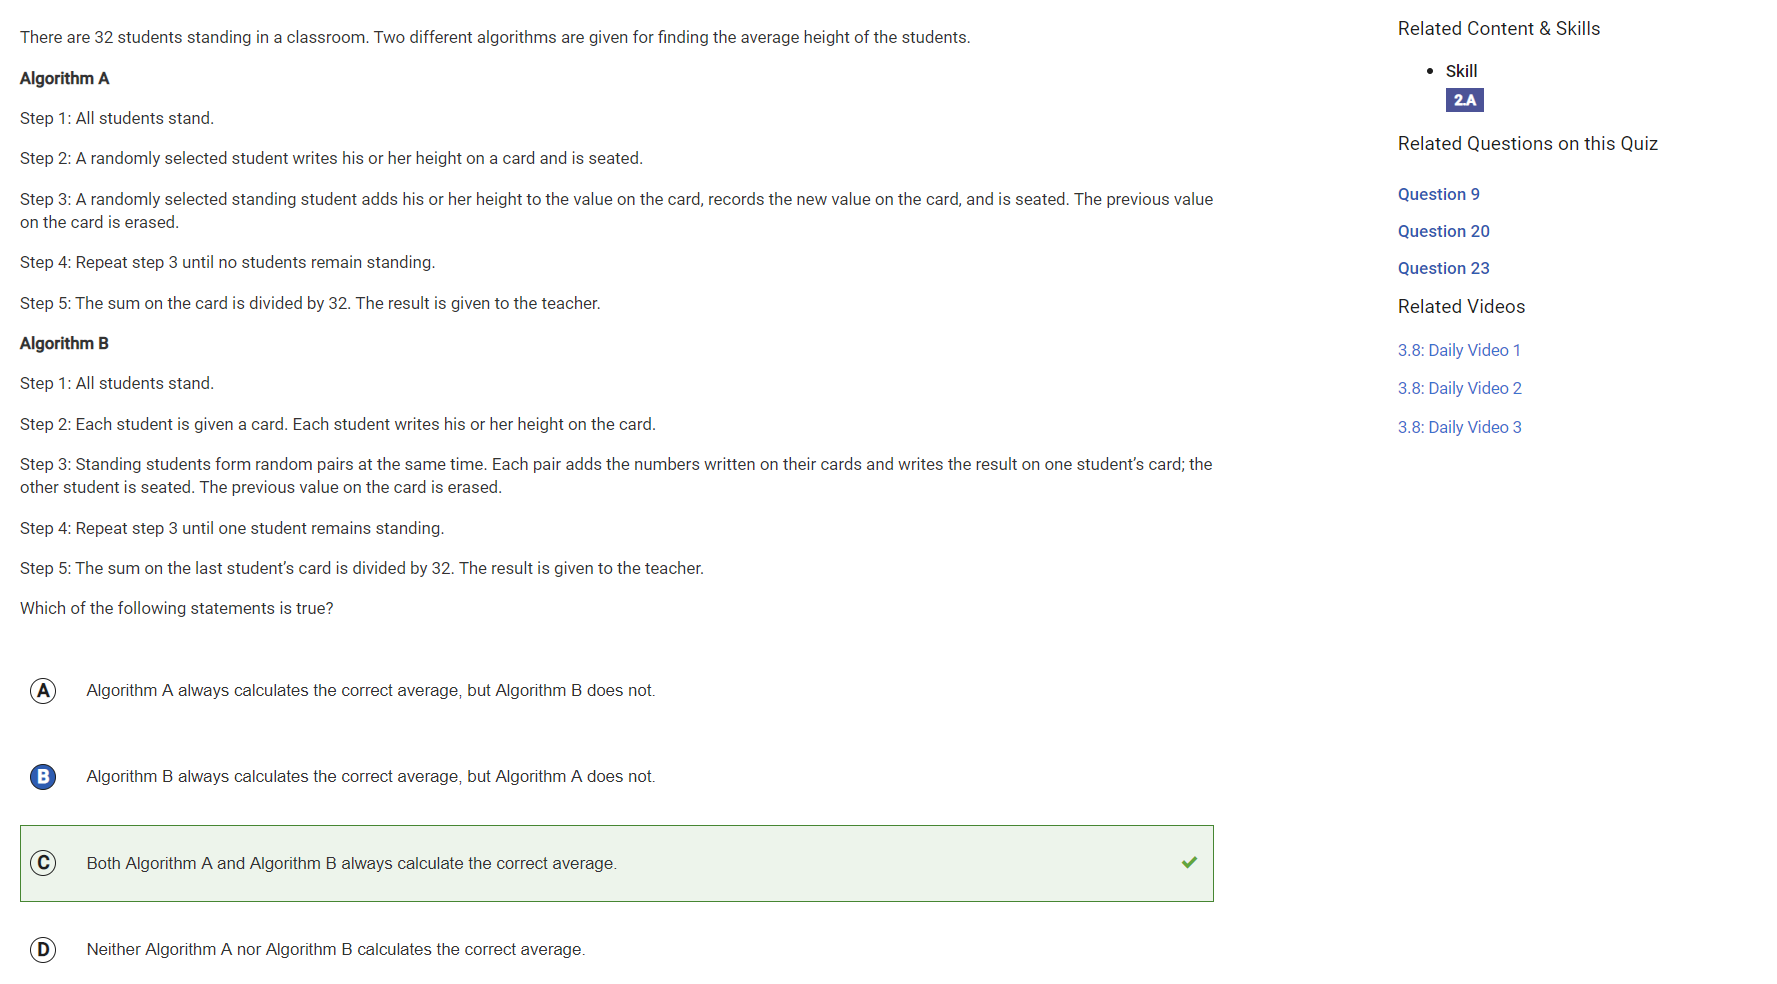 There are 32 students standing in a classroom. Two different algorithms are given for finding the average height of the students.
Algorithm A
Step 1: All students stand.
Step 2: A randomly selected student writes his or her height on a card and is seated.
Step 3: A randomly selected standing student adds his or her height to the value on the card, records the new value on the card, and is seated. The previous value
on the card is erased.
Step 4: Repeat step 3 until no students remain standing.
Step 5: The sum on the card is divided by 32. The result is given to the teacher.
Algorithm B
Step 1: All students stand.
Step 2: Each student is given a card. Each student writes his or her height on the card.
Step 3: Standing students form random pairs at the same time. Each pair adds the numbers written on their cards and writes the result on one student’s card; the
other student is seated. The previous value on the card is erased.
Step 4: Repeat step 3 until one student remains standing.
Step 5: The sum on the last student’s card is divided by 32. The result is given to the teacher.
Which of the following statements is true?
A Algorithm A always calculates the correct average, but Algorithm B does not.
B Algorithm B always calculates the correct average, but Algorithm A does not.
C Both Algorithm A and Algorithm B always calculate the correct average.
D Neither Algorithm A nor Algorithm B calculates the correct average.
Related Content & Skills
• Skill
2.A
Related Questions on this Quiz
Question 9
Question 20
Question 23
Related Videos
3.8: Daily Video 1
3.8: Daily Video 2
3.8: Daily Video 3